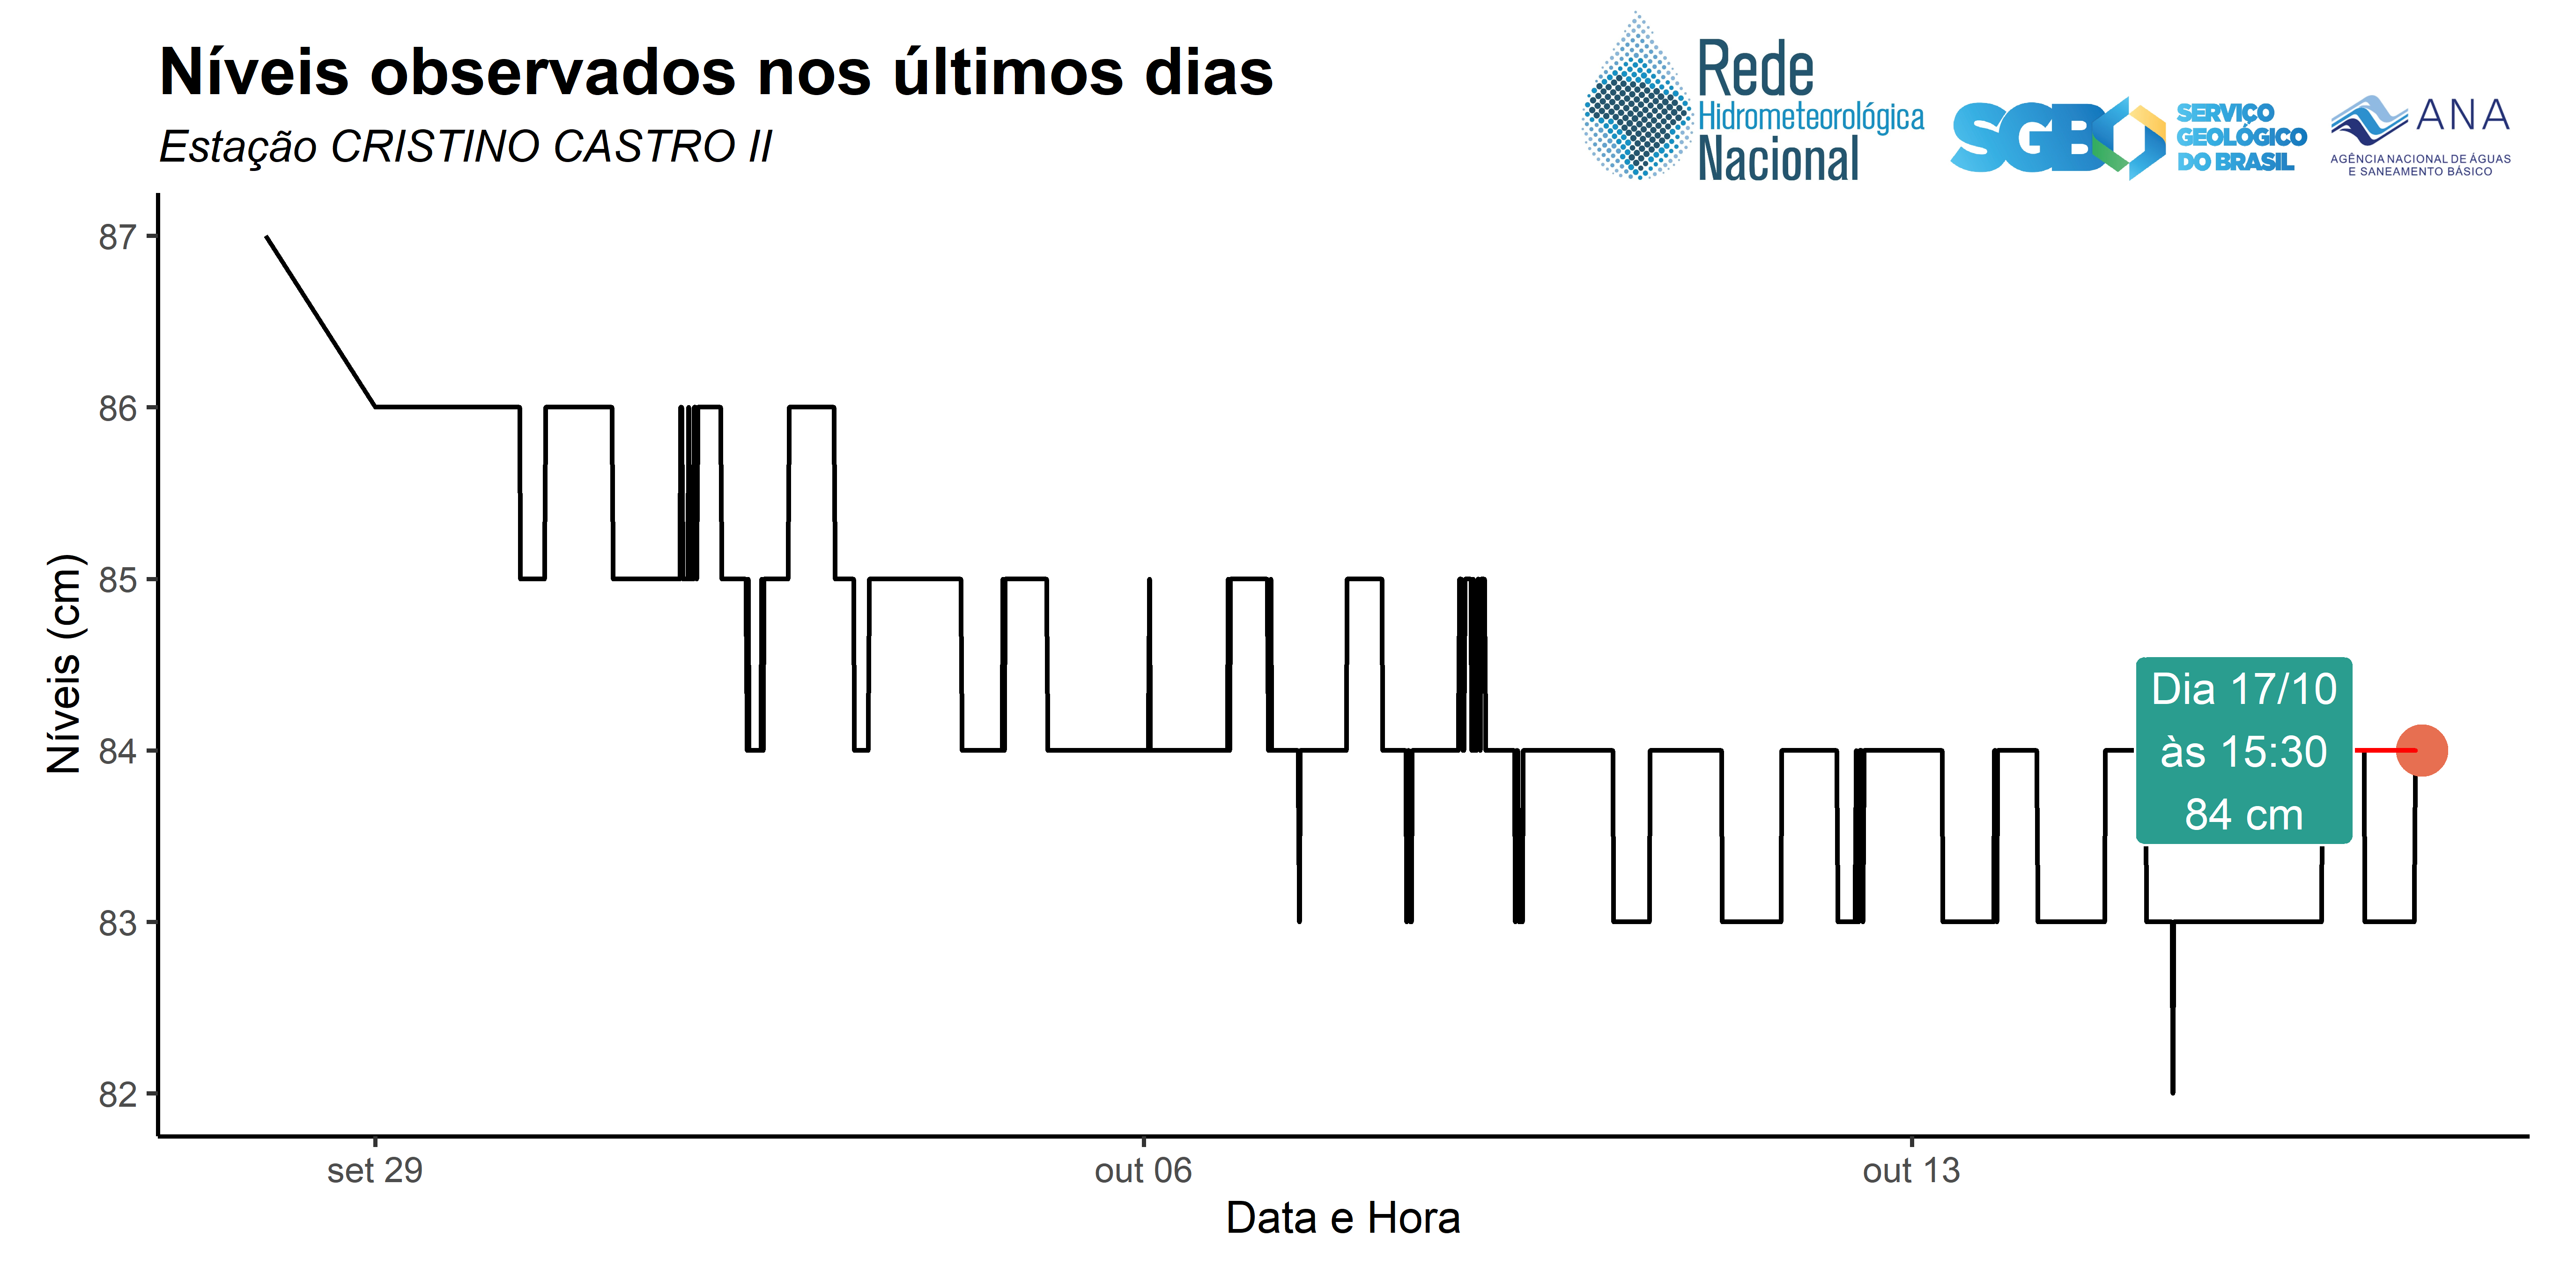 Níveis observados nos últimos dias
Estação CRISTINO CASTRO II
Rede
Hidrometeorológica
Nacional
SGB
SERVIÇO
GEOLÓGICO
DO BRASIL
ANA
AGÊNCIA NACIONAL DE ÁGUAS
E SANEAMENTO BÁSICO
Níveis (cm)
87
86
85
84
83
82
Dia 17/10
às 15:30
84 cm
set 29
out 06
out 13
Data e Hora